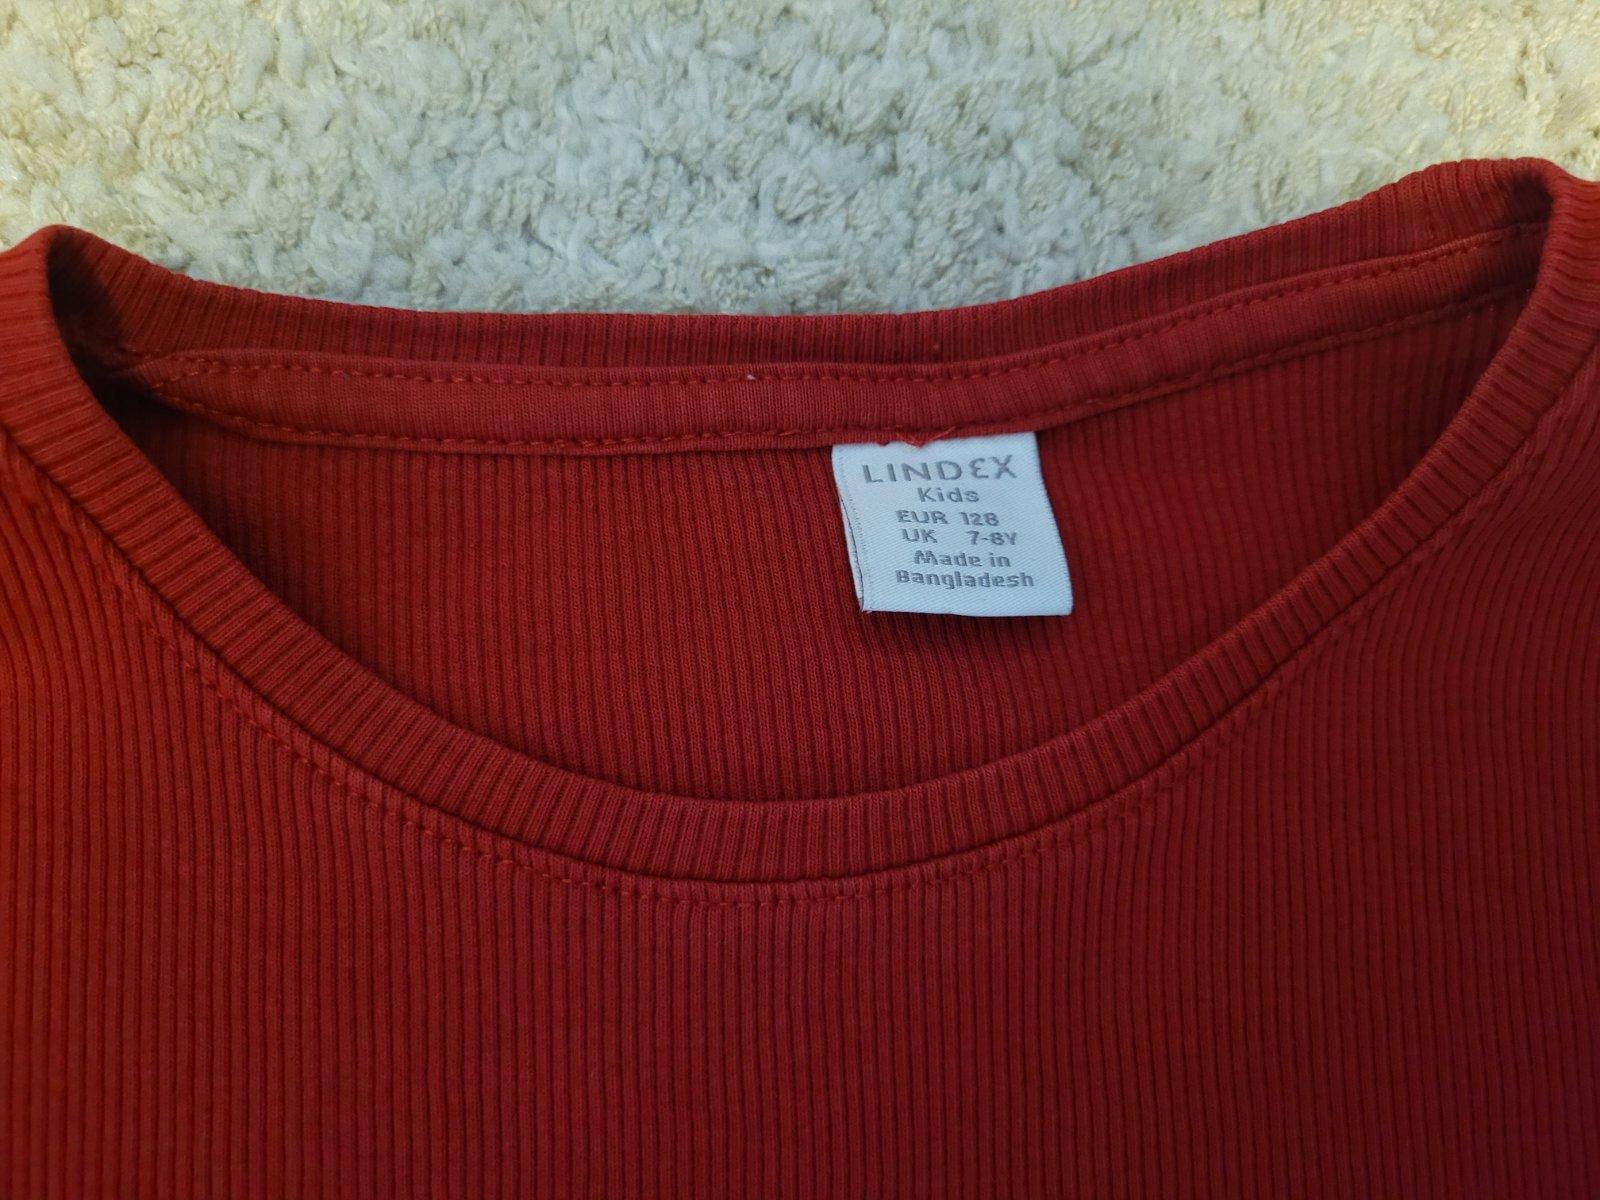 LINDEX
Kids
EUR 128
UK 7-8Y
Made in
Bangladesh